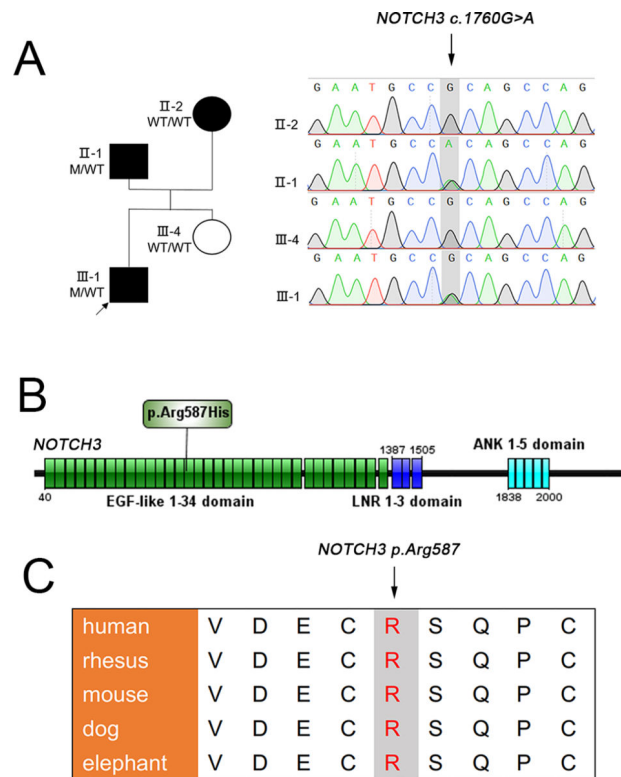 NOTCH3 c.1760G>A
A
II-2
WT/WT
II-1
M/WT
III-4
WT/WT
III-1
M/WT
G A A T G C C G C A G C C A G
II-2
G A A T G C C A C A G C C A G
II-1
G A A T G C C G C A G C C A G
III-4
G A A T G C C G C A G C C A G
III-1
B
p.Arg587His
NOTCH3
1387 1505
ANK 1-5 domain
40
EGF-like 1-34 domain
LNR 1-3 domain
1838 2000
C
NOTCH3 p.Arg587
human V D E C R S Q P C
rhesus V D E C R S Q P C
mouse V D E C R S Q P C
dog V D E C R S Q P C
elephant V D E C R S Q P C